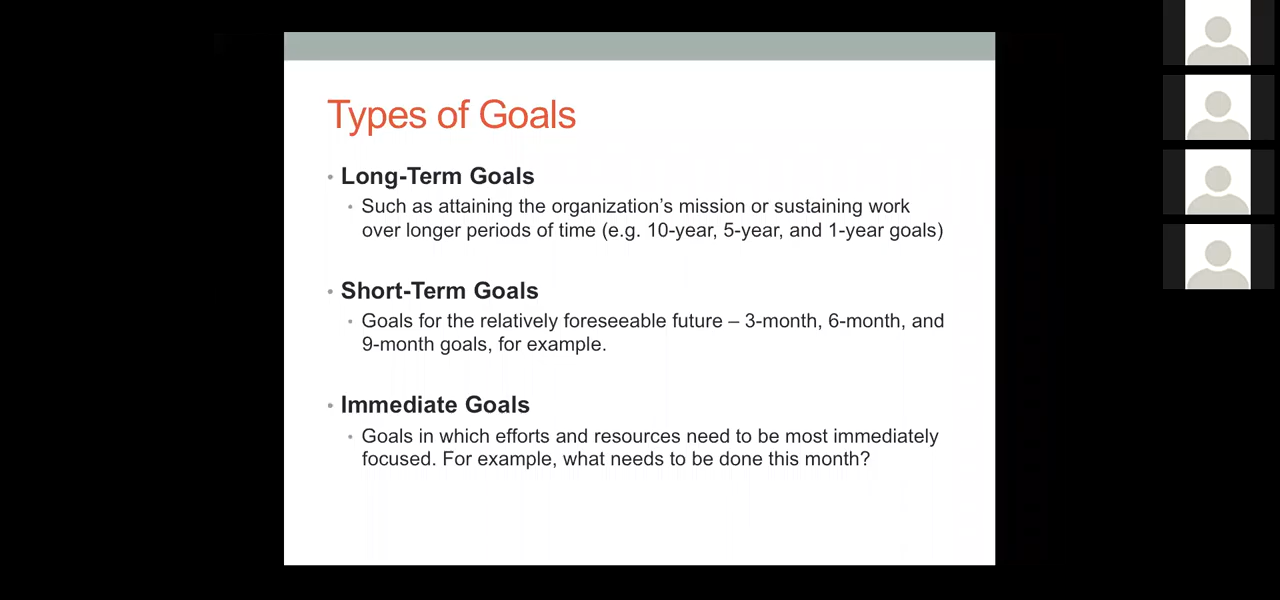 Types of Goals
• Long-Term Goals
• Such as attaining the organization’s mission or sustaining work
over longer periods of time (e.g. 10-year, 5-year, and 1-year goals)
• Short-Term Goals
• Goals for the relatively foreseeable future – 3-month, 6-month, and
9-month goals, for example.
• Immediate Goals
• Goals in which efforts and resources need to be most immediately
focused. For example, what needs to be done this month?